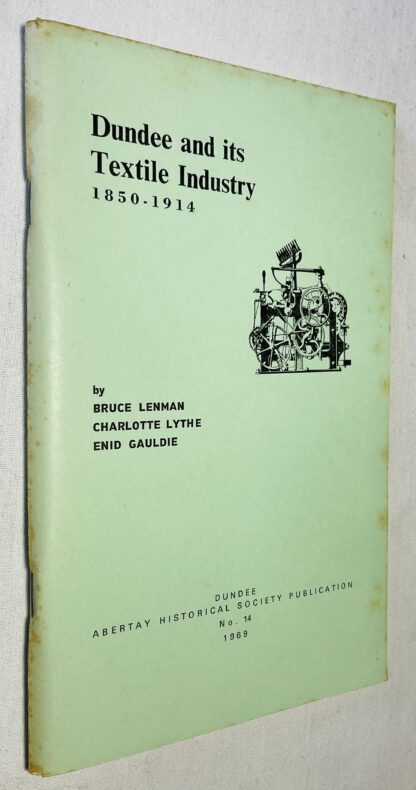 Dundee and its
Textile Industry
1850-1914
by
BRUCE LENMAN
CHARLOTTE LYTHE
ENID GAULDIE
DUNDEE
ABERTAY HISTORICAL SOCIETY PUBLICATION
No. 14
1969